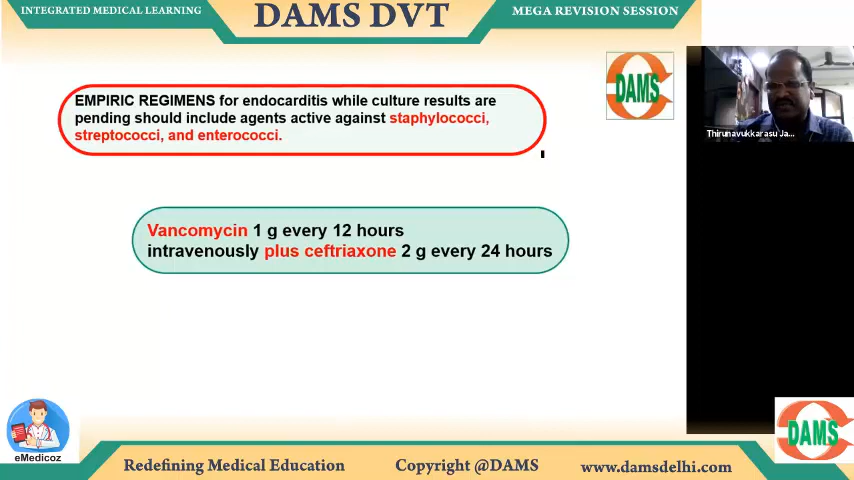 INTEGRATED MEDICAL LEARNING
DAMS DVT
MEGA REVISION SESSION
EMPIRIC REGIMENS for endocarditis while culture results are
pending should include agents active against staphylococci,
streptococci, and enterococci.
DAMS
Thirunavukkarasu Ja...
Vancomycin 1 g every 12 hours
intravenously plus ceftriaxone 2 g every 24 hours
eMedicoz
DAMS
Redefining Medical Education
Copyright @DAMS
www.damsdelhi.com